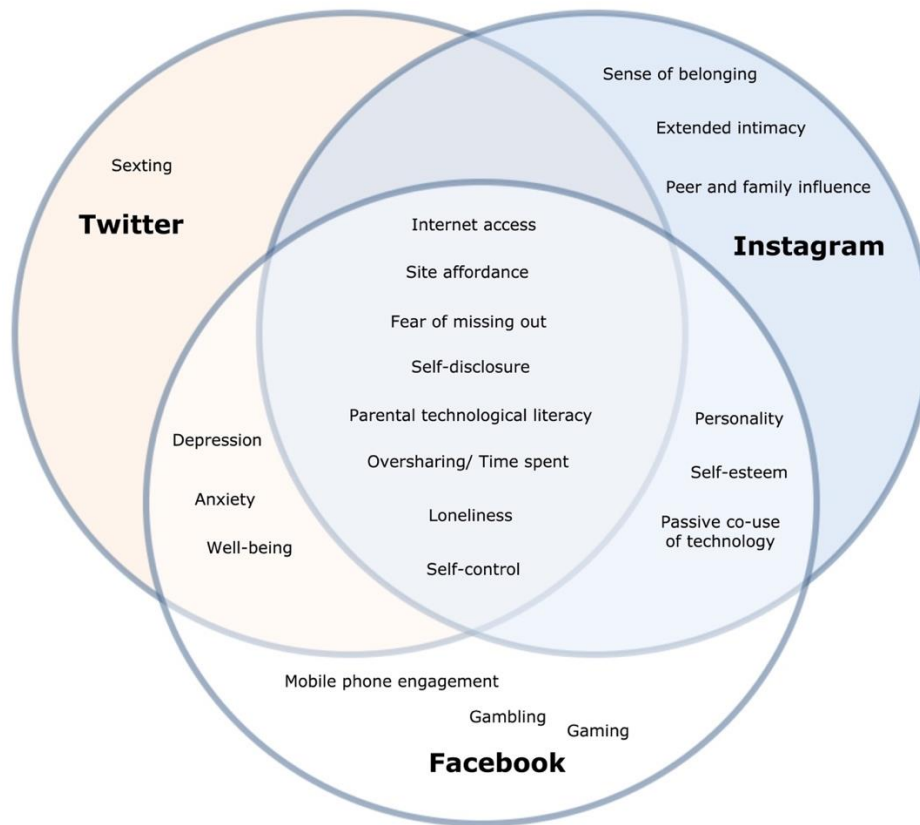 Sense of belonging
Extended intimacy
Sexting
Peer and family influence
Twitter
Internet access
Instagram
Site affordance
Fear of missing out
Self-disclosure
Parental technological literacy
Personality
Depression
Oversharing/ Time spent
Self-esteem
Anxiety
Loneliness
Passive co-use
of technology
Well-being
Self-control
Mobile phone engagement
Gambling
Gaming
Facebook